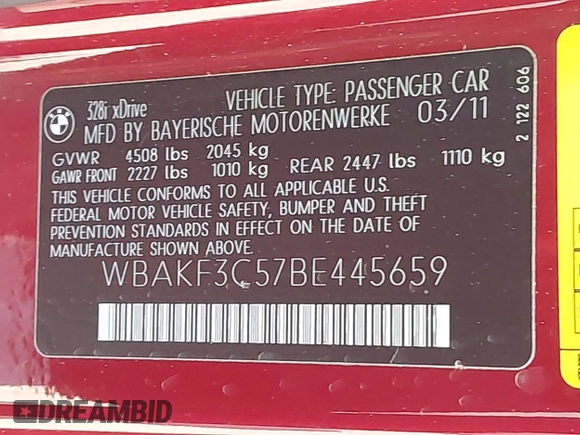 328i xDrive VEHICLE TYPE: PASSENGER CAR
MFD BY BAYERISCHE MOTORENWERKE 03/11
GVWR 4508 lbs 2045 kg
GAWR FRONT 2227 lbs 1010 kg REAR 2447 lbs 1110 kg
THIS VEHICLE CONFORMS TO ALL APPLICABLE U.S.
FEDERAL MOTOR VEHICLE SAFETY, BUMPER AND THEFT
PREVENTION STANDARDS IN EFFECT ON THE DATE OF
MANUFACTURE SHOWN ABOVE.
WBAKF3C57BE445659
2 122 606
DREAMBID